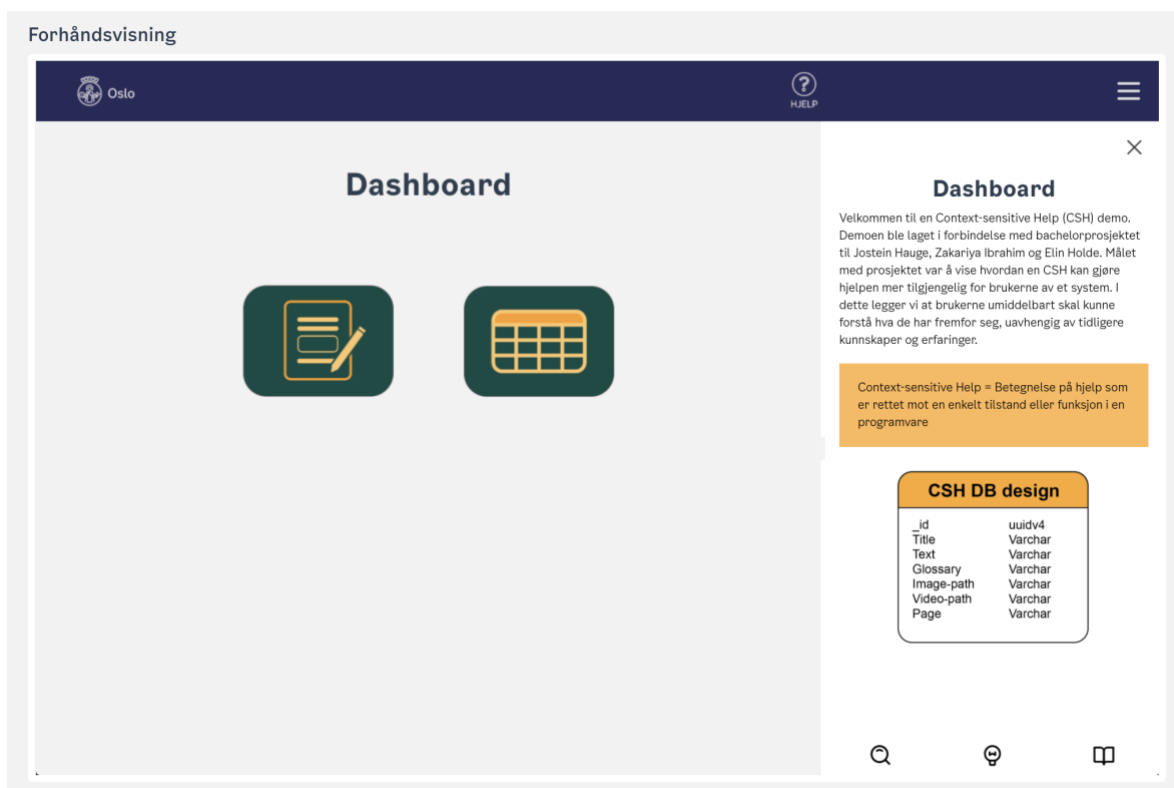 Forhåndsvisning
Oslo
?
HJELP
Dashboard
Dashboard
Velkommen til en Context-sensitive Help (CSH) demo.
Demoen ble laget i forbindelse med bachelorprosjektet
til Jostein Hauge, Zakariya Ibrahim og Elin Holde. Målet
med prosjektet var å vise hvordan en CSH kan gjøre
hjelpen mer tilgjengelig for brukerne av et system. I
dette legger vi at brukerne umiddelbart skal kunne
forstå hva de har fremfor seg, uavhengig av tidligere
kunnskaper og erfaringer.
Context-sensitive Help = Betegnelse på hjelp som
er rettet mot en enkelt tilstand eller funksjon i en
programvare
CSH DB design
_id uuidv4
Title Varchar
Text Varchar
Glossary Varchar
Image-path Varchar
Video-path Varchar
Page Varchar